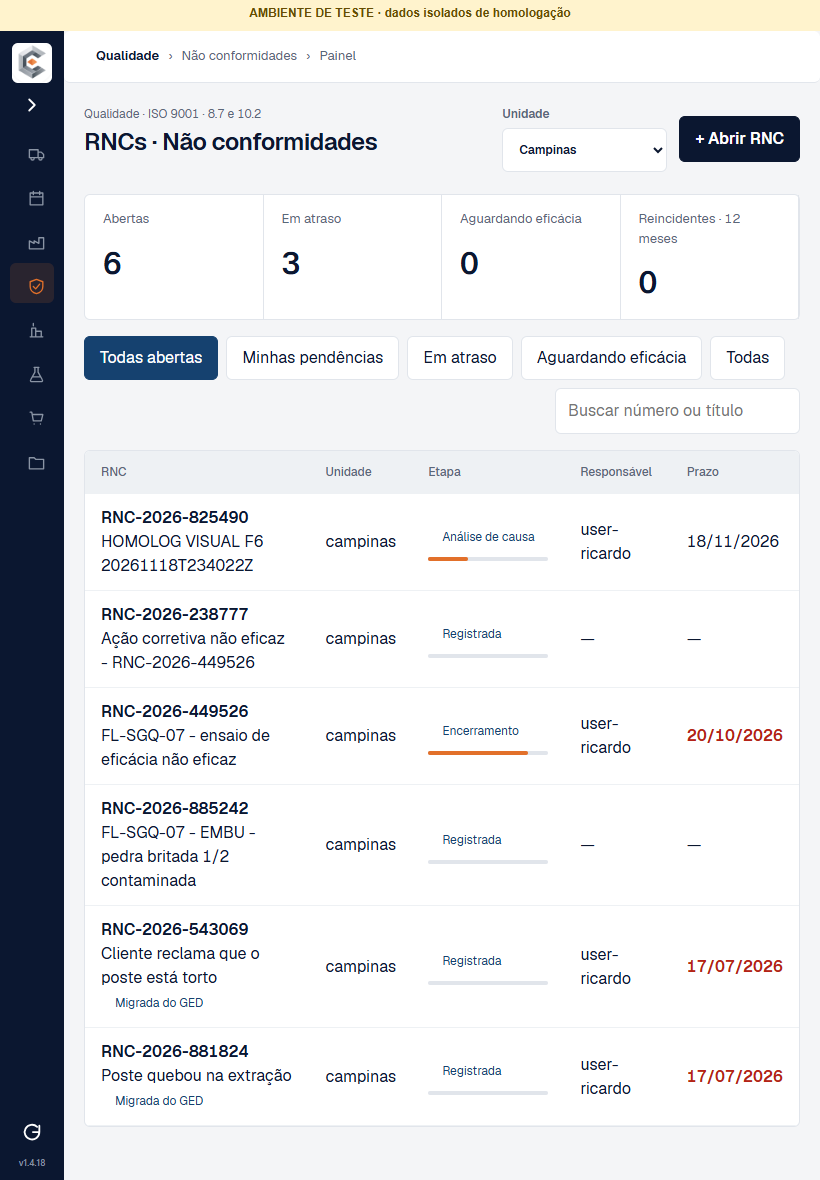 AMBIENTE DE TESTE · dados isolados de homologação
Qualidade › Não conformidades › Painel
Qualidade · ISO 9001 · 8.7 e 10.2
RNCs · Não conformidades
Unidade
Campinas
+ Abrir RNC
Abertas
6
Em atraso
3
Aguardando eficácia
0
Reincidentes · 12
meses
0
Todas abertas
Minhas pendências
Em atraso
Aguardando eficácia
Todas
Buscar número ou título
RNC Unidade Etapa Responsável Prazo
RNC-2026-825490
HOMOLOG VISUAL F6
20261118T234022Z
campinas
Análise de causa
user-
ricardo
18/11/2026
RNC-2026-238777
Ação corretiva não eficaz
- RNC-2026-449526
campinas
Registrada
—
—
RNC-2026-449526
FL-SGQ-07 - ensaio de
eficácia não eficaz
campinas
Encerramento
user-
ricardo
20/10/2026
RNC-2026-885242
FL-SGQ-07 - EMBU -
pedra britada 1/2
contaminada
campinas
Registrada
—
—
RNC-2026-543069
Cliente reclama que o
poste está torto
Migrada do GED
campinas
Registrada
user-
ricardo
17/07/2026
RNC-2026-881824
Poste quebou na extração
Migrada do GED
campinas
Registrada
user-
ricardo
17/07/2026
v1.4.18